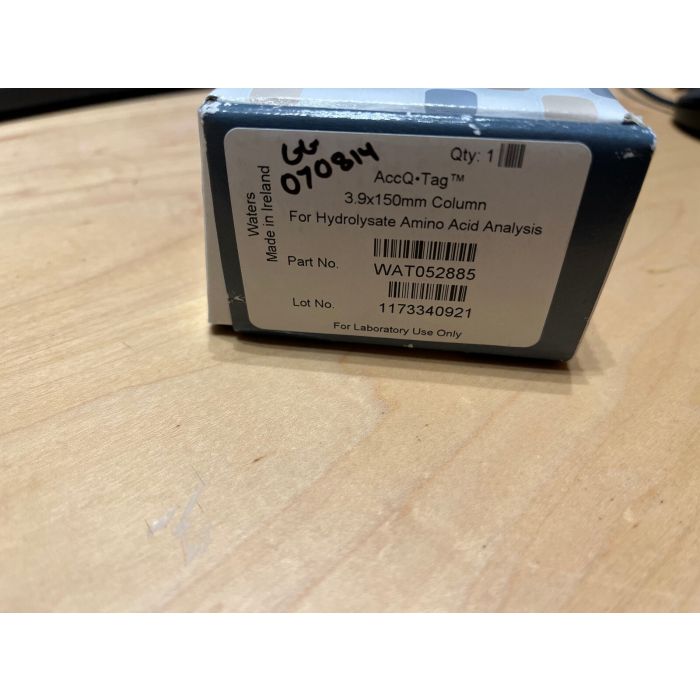 GG
070814
Qty: 1
Waters
Made in Ireland
AccQ•Tag™
3.9x150mm Column
For Hydrolysate Amino Acid Analysis
Part No.
WAT052885
Lot No.
1173340921
For Laboratory Use Only